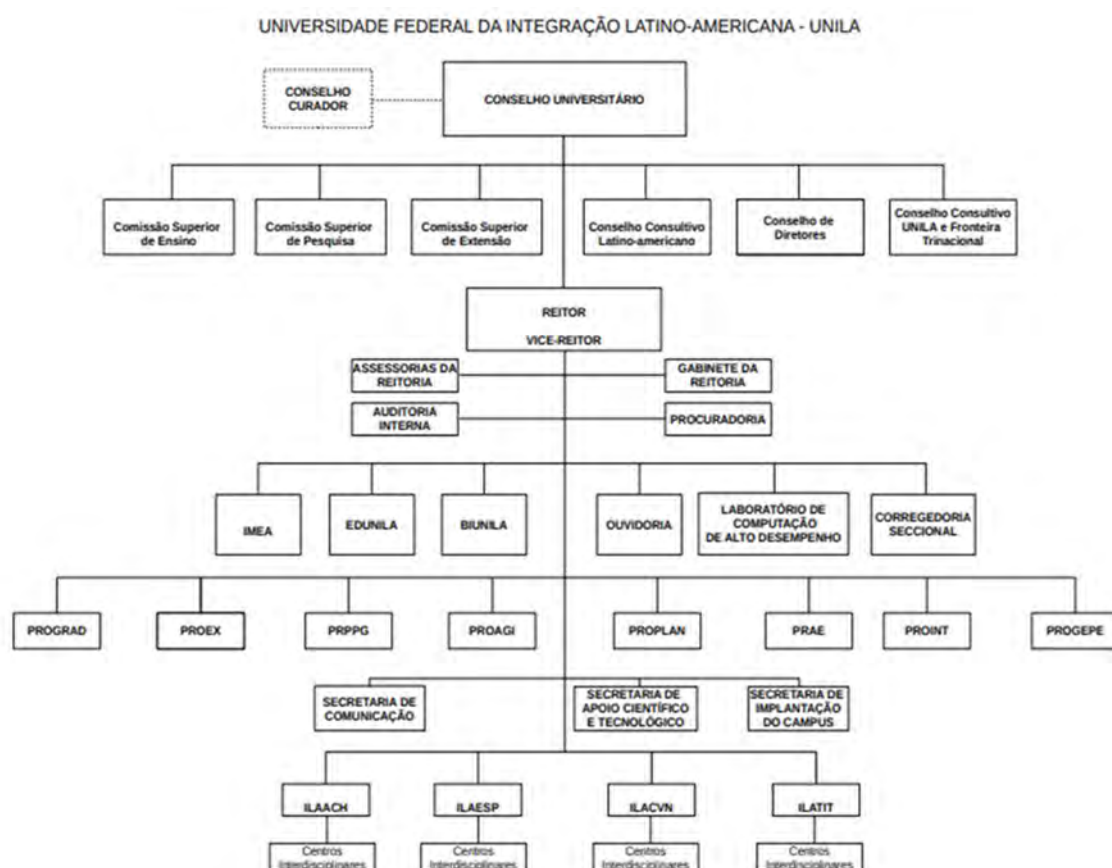 UNIVERSIDADE FEDERAL DA INTEGRAÇÃO LATINO-AMERICANA - UNILA
CONSELHO
CURADOR
CONSELHO UNIVERSITÁRIO
Comissão Superior
de Ensino
Comissão Superior
de Pesquisa
Comissão Superior
de Extensão
Conselho Consultivo
Latino-americano
Conselho de
Diretores
Conselho Consultivo
UNILA e Fronteira
Trinacional
REITOR
VICE-REITOR
ASSESSORIAS DA
REITORIA
GABINETE DA
REITORIA
AUDITORIA
INTERNA
PROCURADORIA
IMEA
EDUNILA
BIUNILA
OUVIDORIA
LABORATÓRIO DE
COMPUTAÇÃO
DE ALTO DESEMPENHO
CORREGEDORIA
SECCIONAL
PROGRAD
PROEX
PRPPG
PROAGI
PROPLAN
PRAE
PROINT
PROGEPE
SECRETARIA DE
COMUNICAÇÃO
SECRETARIA DE
APOIO CIENTÍFICO
E TECNOLÓGICO
SECRETARIA DE
IMPLANTAÇÃO
DO CAMPUS
ILAACH
ILAESP
ILACVN
ILATIT
Centros
Interdisciplinares
Centros
Interdisciplinares
Centros
Interdisciplinares
Centros
Interdisciplinares